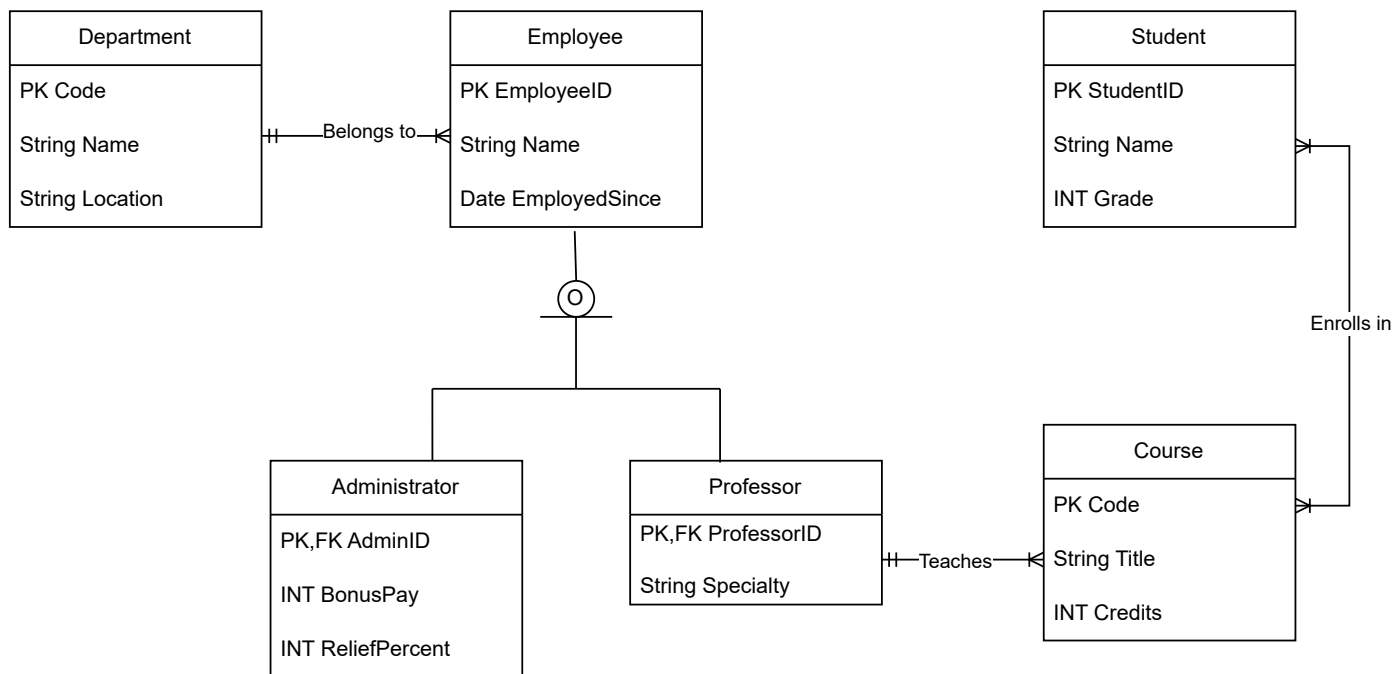 Department
PK Code
String Name
String Location
Belongs to
Employee
PK EmployeeID
String Name
Date EmployedSince
Student
PK StudentID
String Name
INT Grade
O
Enrolls in
Administrator
PK,FK AdminID
INT BonusPay
INT ReliefPercent
Professor
PK,FK ProfessorID
String Specialty
Teaches
Course
PK Code
String Title
INT Credits